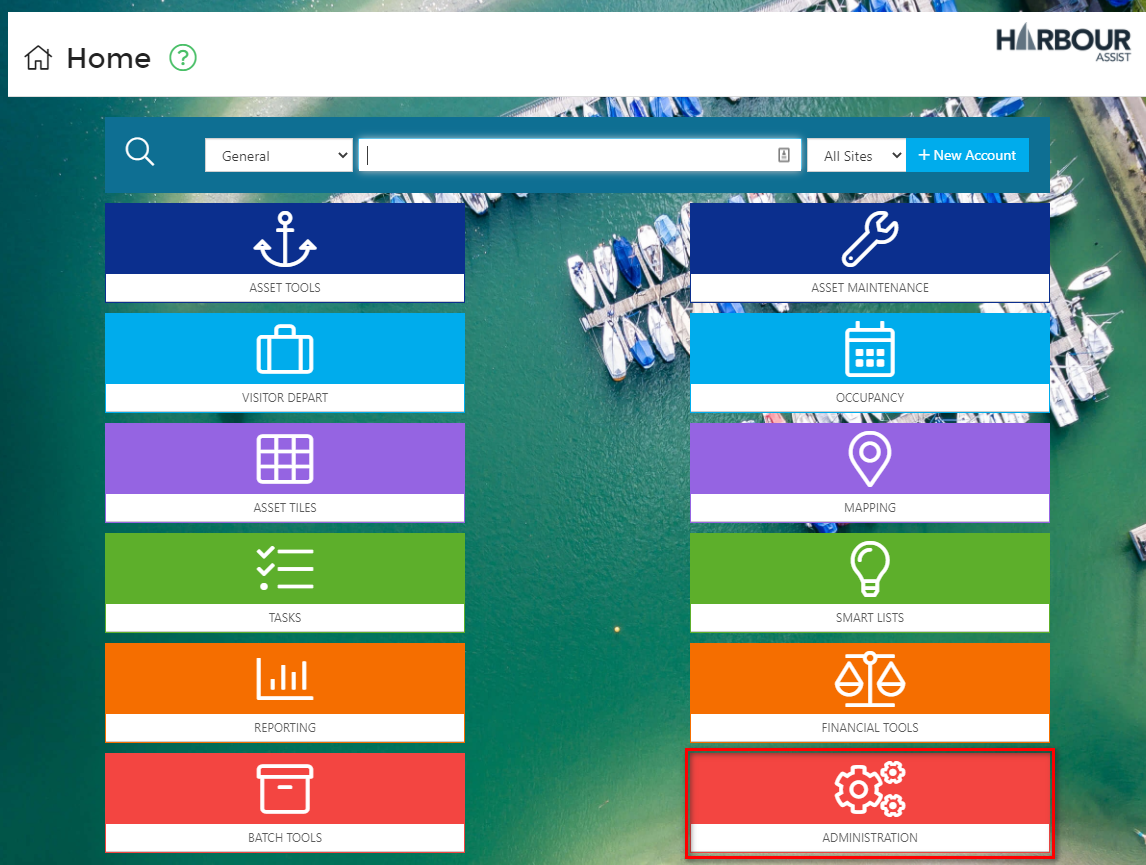 Home ?
HARBOUR
ASSIST
General
All Sites
+ New Account
ASSET TOOLS
ASSET MAINTENANCE
VISITOR DEPART
OCCUPANCY
ASSET TILES
MAPPING
TASKS
SMART LISTS
REPORTING
FINANCIAL TOOLS
BATCH TOOLS
ADMINISTRATION